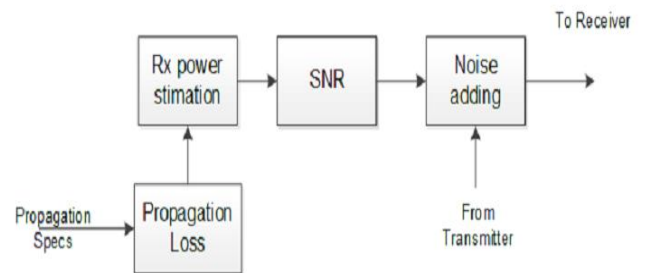 To Receiver
Rx power
stimation
SNR
Noise
adding
Propagation
Specs
Propagation
Loss
From
Transmitter